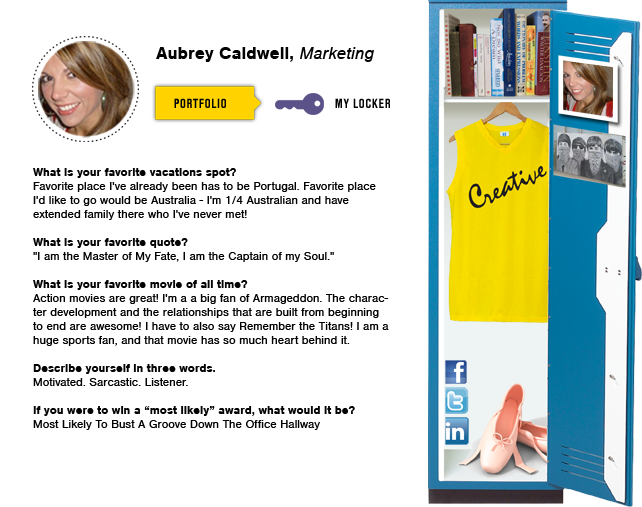 Aubrey Caldwell, Marketing
PORTFOLIO
MY LOCKER
What is your favorite vacations spot?
Favorite place I've already been has to be Portugal. Favorite place
I'd like to go would be Australia - I'm 1/4 Australian and have
extended family there who I've never met!
What is your favorite quote?
"I am the Master of My Fate, I am the Captain of my Soul."
What is your favorite movie of all time?
Action movies are great! I'm a a big fan of Armageddon. The charac-
ter development and the relationships that are built from beginning
to end are awesome! I have to also say Remember the Titans! I am a
huge sports fan, and that movie has so much heart behind it.
Describe yourself in three words.
Motivated. Sarcastic. Listener.
If you were to win a “most likely” award, what would it be?
Most Likely To Bust A Groove Down The Office Hallway
Creative
f
t
in